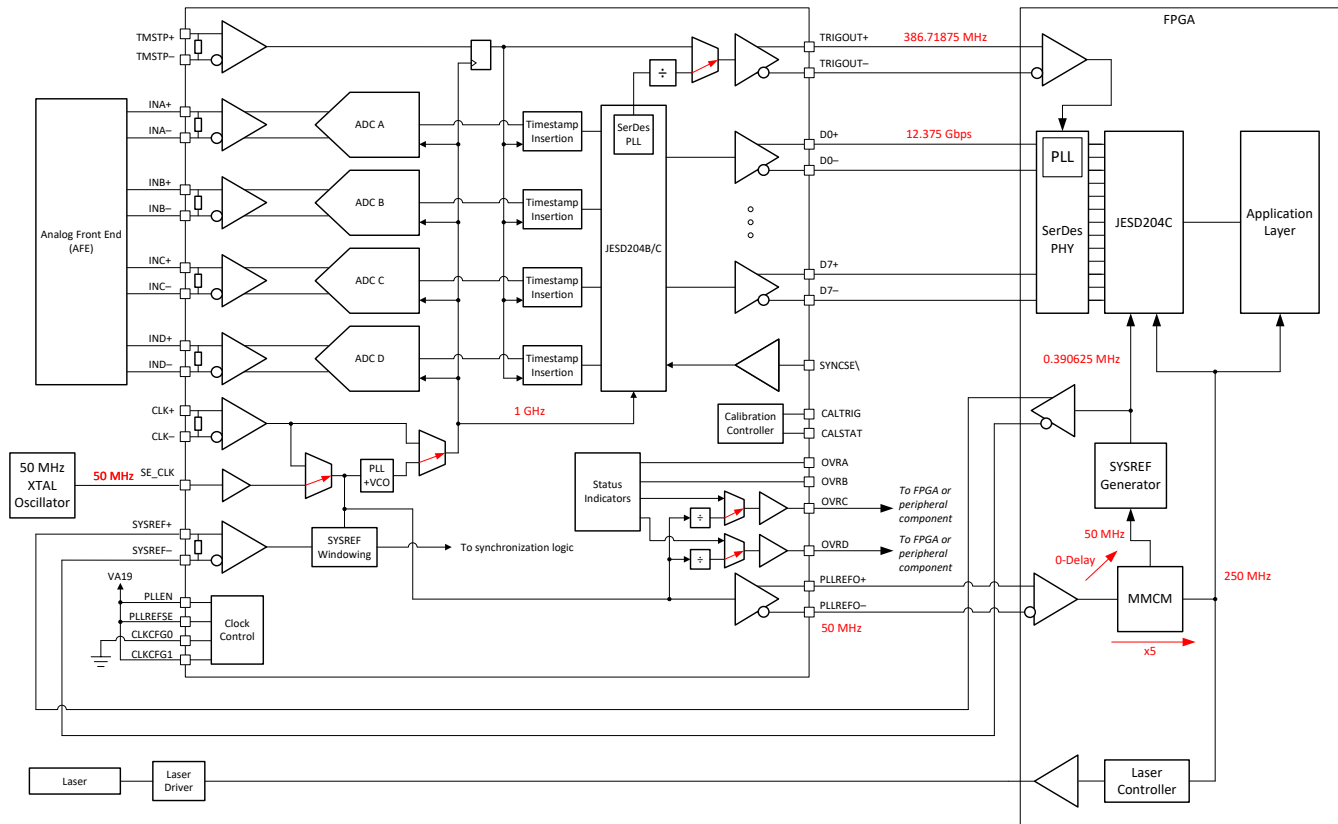 FPGA
TMSTP+
TMSTP–
TRIGOUT+
386.71875 MHz
TRIGOUT–
÷
INA+
INA–
ADC A
Timestamp
Insertion
SerDes
PLL
D0+
12.375 Gbps
D0–
PLL
SerDes
PHY
JESD204C
Application
Layer
Analog Front End
(AFE)
INB+
INB–
ADC B
Timestamp
Insertion
JESD204B/C
INC+
INC–
ADC C
Timestamp
Insertion
D7+
D7–
IND+
IND–
ADC D
Timestamp
Insertion
SYNCSE\
0.390625 MHz
CLK+
CLK–
1 GHz
Calibration
Controller
CALTRIG
CALSTAT
50 MHz
XTAL
Oscillator
50 MHz
SE_CLK
PLL
+VCO
Status
Indicators
OVRA
OVRB
OVRC
To FPGA or
peripheral
component
÷
SYSREF
Generator
SYSREF+
SYSREF–
SYSREF
Windowing
To synchronization logic
OVRD
To FPGA or
peripheral
component
÷
50 MHz
0-Delay
250 MHz
VA19
PLLEN
PLLREFSE
CLKCFG0
CLKCFG1
Clock
Control
PLLREFO+
PLLREFO–
50 MHz
MMCM
x5
Laser
Laser
Driver
Laser
Controller